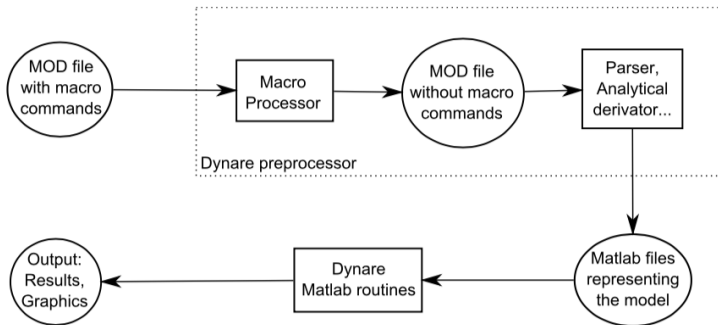 MOD file
with macro
commands
Macro
Processor
MOD file
without macro
commands
Parser,
Analytical
derivator...
Dynare preprocessor
Matlab files
representing
the model
Dynare
Matlab routines
Output:
Results,
Graphics